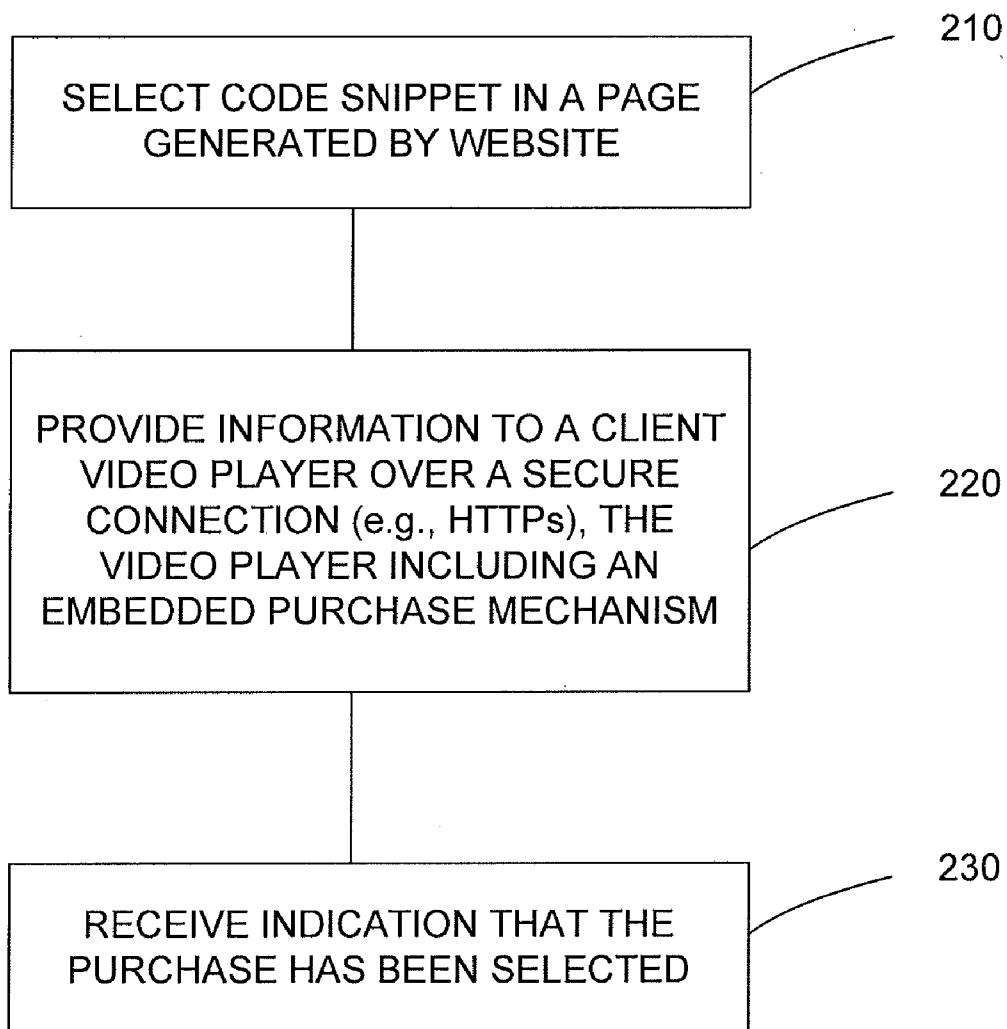 210
SELECT CODE SNIPPET IN A PAGE
GENERATED BY WEBSITE
PROVIDE INFORMATION TO A CLIENT
VIDEO PLAYER OVER A SECURE
CONNECTION (e.g., HTTPs), THE
VIDEO PLAYER INCLUDING AN
EMBEDDED PURCHASE MECHANISM
220
230
RECEIVE INDICATION THAT THE
PURCHASE HAS BEEN SELECTED